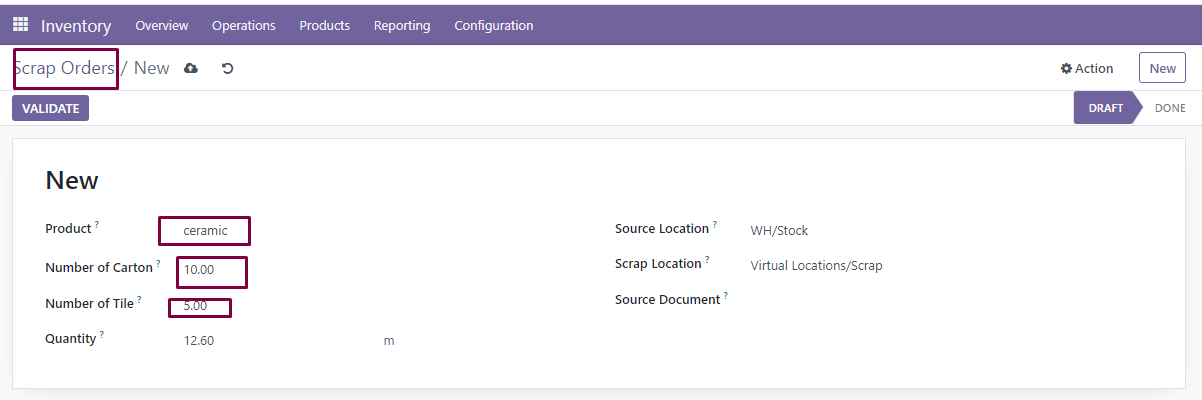 Inventory Overview Operations Products Reporting Configuration
Scrap Orders / New Action New
VALIDATE DRAFT DONE
New
Product ? ceramic Source Location ? WH/Stock
Number of Carton ? 10.00 Scrap Location ? Virtual Locations/Scrap
Number of Tile ? 5.00 Source Document ?
Quantity ? 12.60 m